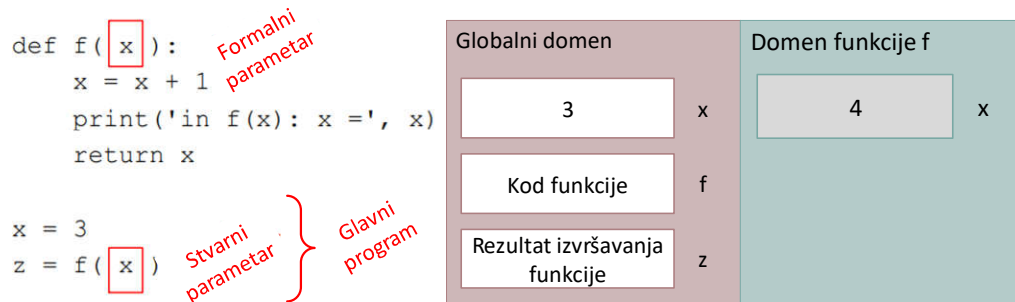 def f( x ):
x = x + 1
print('in f(x): x =', x)
return x
Formalni
parametar
x = 3
z = f( x )
Stvarni
parametar
Glavni
program
Globalni domen
3 x
Kod funkcije f
Rezultat izvršavanja
funkcije z
Domen funkcije f
4 x